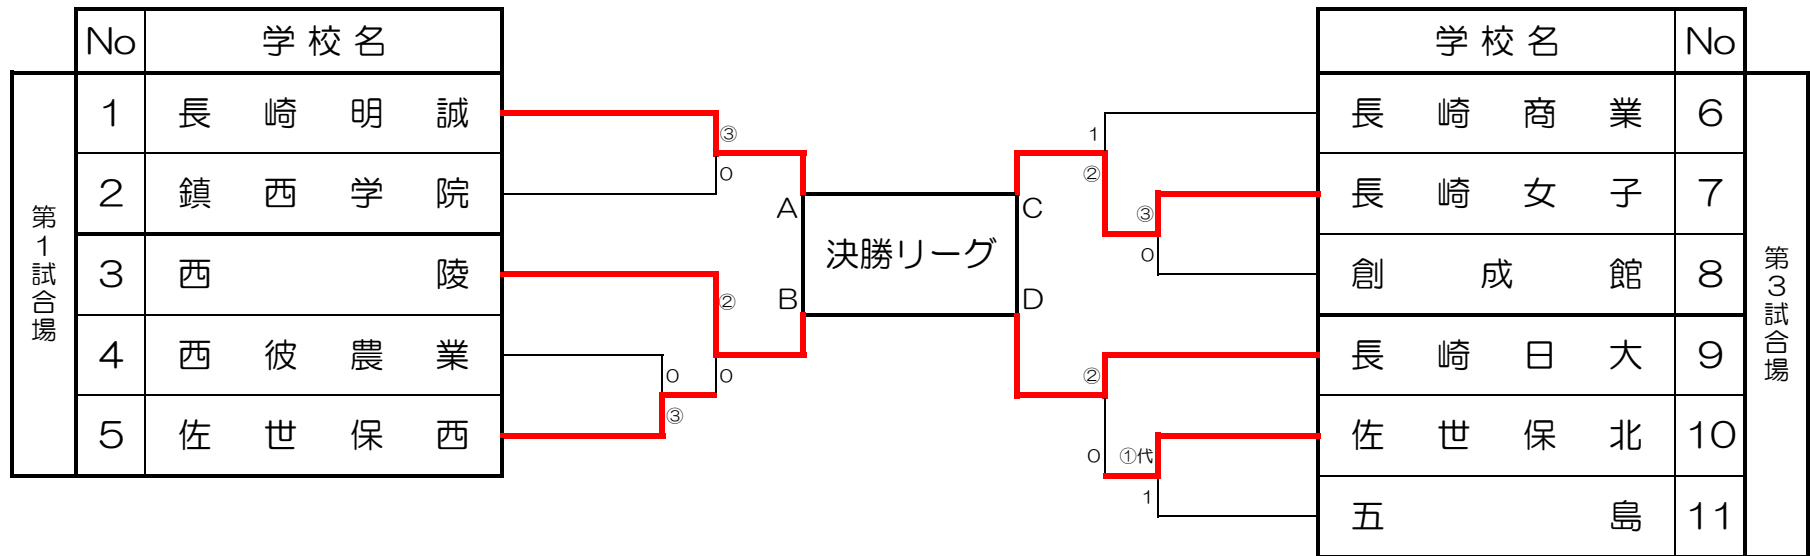 No 学校名
第1試合場
1 長崎明誠
2 鎮西学院
3 西陵
4 西彼農業
5 佐世保西
③
0
②
0
0
③
A
B
決勝リーグ
C
D
1
②
③
0
②
0
①代
1
学校名 No
長崎商業 6
長崎女子 7
創成館 8
長崎日大 9
佐世保北 10
五島 11
第3試合場